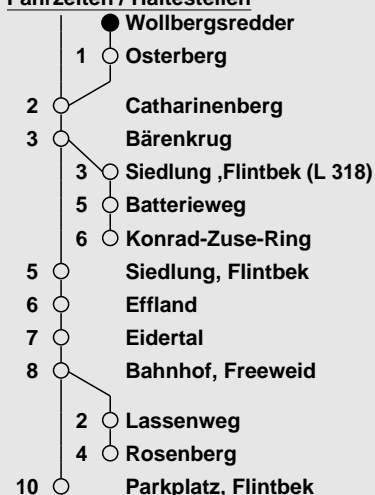 Fahrzeiten / Haltestellen
Wollbergsredder
1 Osterberg
2 Catharinenberg
3 Bärenkrug
3 Siedlung ,Flintbek (L 318)
5 Batterieweg
6 Konrad-Zuse-Ring
5 Siedlung, Flintbek
6 Effland
7 Eidertal
8 Bahnhof, Freeweid
2 Lassenweg
4 Rosenberg
10 Parkplatz, Flintbek